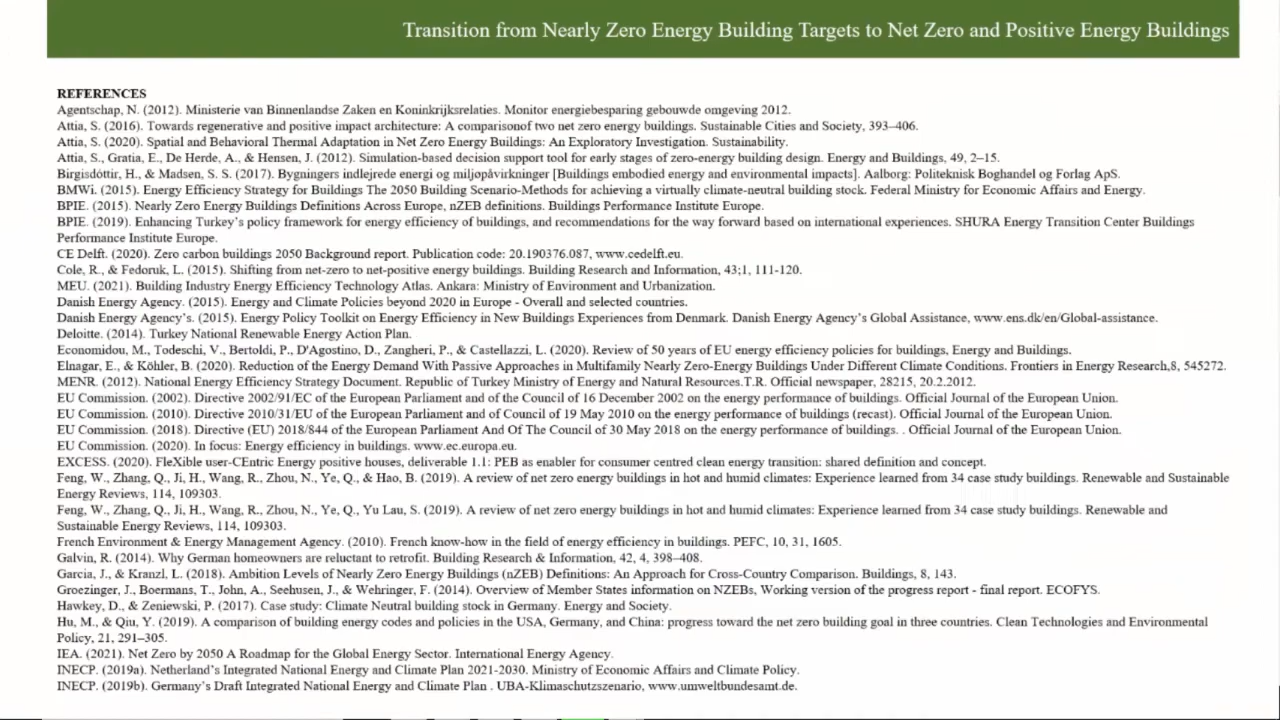 Transition from Nearly Zero Energy Building Targets to Net Zero and Positive Energy Buildings
REFERENCES
Agentschap, N. (2012). Ministerie van Binnenlandse Zaken en Koninkrijksrelaties. Monitor energiebesparing gebouwde omgeving 2012.
Attia, S. (2016). Towards regenerative and positive impact architecture: A comparisonof two net zero energy buildings. Sustainable Cities and Society, 393–406.
Attia, S. (2020). Spatial and Behavioral Thermal Adaptation in Net Zero Energy Buildings: An Exploratory Investigation. Sustainability.
Attia, S., Gratia, E., De Herde, A., & Hensen, J. (2012). Simulation-based decision support tool for early stages of zero-energy building design. Energy and Buildings, 49, 2–15.
Birgisdóttir, H., & Madsen, S. S. (2017). Bygningers indlejrede energi og miljøpåvirkninger [Buildings embodied energy and environmental impacts]. Aalborg: Politeknisk Boghandel og Forlag ApS.
BMWi. (2015). Energy Efficiency Strategy for Buildings The 2050 Building Scenario-Methods for achieving a virtually climate-neutral building stock. Federal Ministry for Economic Affairs and Energy.
BPIE. (2015). Nearly Zero Energy Buildings Definitions Across Europe, nZEB definitions. Buildings Performance Institute Europe.
BPIE. (2019). Enhancing Turkey's policy framework for energy efficiency of buildings, and recommendations for the way forward based on international experiences. SHURA Energy Transition Center Buildings
Performance Institute Europe.
CE Delft. (2020). Zero carbon buildings 2050 Background report. Publication code: 20.190376.087, www.cedelft.eu.
Cole, R., & Fedoruk, L. (2015). Shifting from net-zero to net-positive energy buildings. Building Research and Information, 43;1, 111-120.
MEU. (2021). Building Industry Energy Efficiency Technology Atlas. Ankara: Ministry of Environment and Urbanization.
Danish Energy Agency. (2015). Energy and Climate Policies beyond 2020 in Europe - Overall and selected countries.
Danish Energy Agency's. (2015). Energy Policy Toolkit on Energy Efficiency in New Buildings Experiences from Denmark. Danish Energy Agency's Global Assistance, www.ens.dk/en/Global-assistance.
Deloitte. (2014). Turkey National Renewable Energy Action Plan.
Economidou, M., Todeschi, V., Bertoldi, P., D'Agostino, D., Zangheri, P., & Castellazzi, L. (2020). Review of 50 years of EU energy efficiency policies for buildings, Energy and Buildings.
Elnagar, E., & Köhler, B. (2020). Reduction of the Energy Demand With Passive Approaches in Multifamily Nearly Zero-Energy Buildings Under Different Climate Conditions. Frontiers in Energy Research,8, 545272.
MENR. (2012). National Energy Efficiency Strategy Document. Republic of Turkey Ministry of Energy and Natural Resources.T.R. Official newspaper, 28215, 20.2.2012.
EU Commission. (2002). Directive 2002/91/EC of the European Parliament and of the Council of 16 December 2002 on the energy performance of buildings. Official Journal of the European Union.
EU Commission. (2010). Directive 2010/31/EU of the European Parliament and of Council of 19 May 2010 on the energy performance of buildings (recast). Official Journal of the European Union.
EU Commission. (2018). Directive (EU) 2018/844 of the European Parliament And Of The Council of 30 May 2018 on the energy performance of buildings. . Official Journal of the European Union.
EU Commission. (2020). In focus: Energy efficiency in buildings. www.ec.europa.eu.
EXCESS. (2020). FleXible user-CEntric Energy positive houses, deliverable 1.1: PEB as enabler for consumer centred clean energy transition: shared definition and concept.
Feng, W., Zhang, Q., Ji, H., Wang, R., Zhou, N., Ye, Q., & Hao, B. (2019). A review of net zero energy buildings in hot and humid climates: Experience learned from 34 case study buildings. Renewable and Sustainable
Energy Reviews, 114, 109303.
Feng, W., Zhang, Q., Ji, H., Wang, R., Zhou, N., Ye, Q., Yu Lau, S. (2019). A review of net zero energy buildings in hot and humid climates: Experience learned from 34 case study buildings. Renewable and
Sustainable Energy Reviews, 114, 109303.
French Environment & Energy Management Agency. (2010). French know-how in the field of energy efficiency in buildings. PEFC, 10, 31, 1605.
Galvin, R. (2014). Why German homeowners are reluctant to retrofit. Building Research & Information, 42, 4, 398–408.
Garcia, J., & Kranzl, L. (2018). Ambition Levels of Nearly Zero Energy Buildings (nZEB) Definitions: An Approach for Cross-Country Comparison. Buildings, 8, 143.
Groezinger, J., Boermans, T., John, A., Seehusen, J., & Wehringer, F. (2014). Overview of Member States information on NZEBs, Working version of the progress report - final report. ECOFYS.
Hawkey, D., & Zeniewski, P. (2017). Case study: Climate Neutral building stock in Germany. Energy and Society.
Hu, M., & Qiu, Y. (2019). A comparison of building energy codes and policies in the USA, Germany, and China: progress toward the net zero building goal in three countries. Clean Technologies and Environmental
Policy, 21, 291–305.
IEA. (2021). Net Zero by 2050 A Roadmap for the Global Energy Sector. International Energy Agency.
INECP. (2019a). Netherland's Integrated National Energy and Climate Plan 2021-2030. Ministry of Economic Affairs and Climate Policy.
INECP. (2019b). Germany's Draft Integrated National Energy and Climate Plan . UBA-Klimaschutzszenario, www.umweltbundesamt.de.